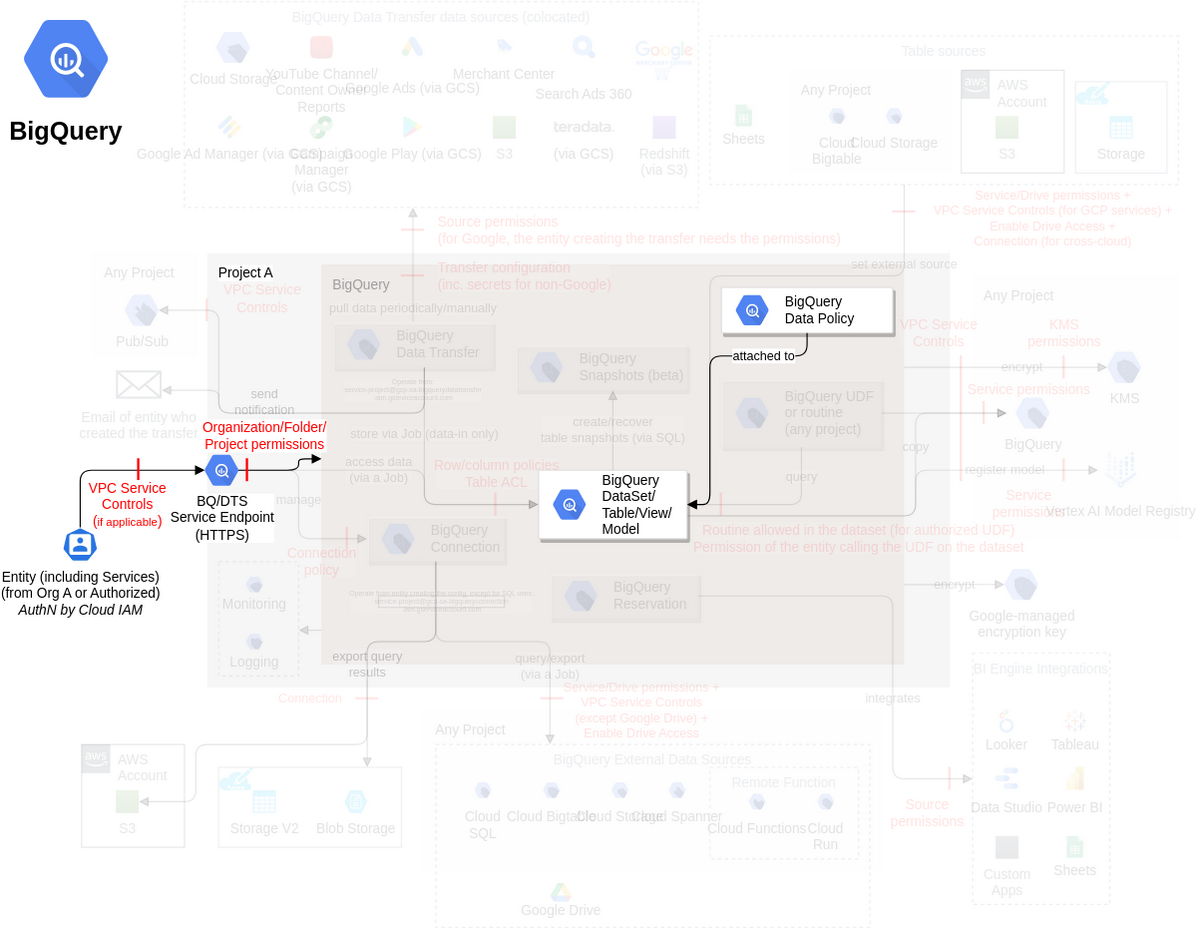 BigQuery
BigQuery Data Transfer data sources (colocated)
Cloud Storage
YouTube Channel/
Content Owner
Reports
Google Ads (via GCS)
Merchant Center
Search Ads 360
Google
Google Ad Manager (via GCS)
Campaign
Manager
(via GCS)
Google Play (via GCS)
S3
teradata.
(via GCS)
Redshift
(via S3)
Table sources
Sheets
Any Project
Cloud
Bigtable
Cloud Storage
aws
AWS
Account
S3
Storage
Source permissions
(for Google, the entity creating the transfer needs the permissions)
Transfer configuration
(inc. secrets for non-Google)
Service/Drive permissions +
VPC Service Controls (for GCP services) +
Enable Drive Access +
Connection (for cross-cloud)
set external source
Any Project
Pub/Sub
VPC Service
Controls
Email of entity who
created the transfer
send
notification
Project A
BigQuery
pull data periodically/manually
BigQuery
Data Transfer
BigQuery
Snapshots (beta)
create/recover
table snapshots (via SQL)
BigQuery
Data Policy
attached to
BigQuery UDF
or routine
(any project)
query
store via Job (data-in only)
access data
(via a Job)
Row/column policies
Table ACL
BigQuery
DataSet/
Table/View/
Model
Organization/Folder/
Project permissions
VPC Service
Controls
(if applicable)
BQ/DTS
Service Endpoint
(HTTPS)
Entity (including Services)
(from Org A or Authorized)
AuthN by Cloud IAM
manage
Connection
policy
BigQuery
Connection
BigQuery
Reservation
Routine allowed in the dataset (for authorized UDF)
Permission of the entity calling the UDF on the dataset
Monitoring
Logging
export query
results
query/export
(via a Job)
Any Project
VPC Service
Controls
KMS
permissions
encrypt
KMS
Service permissions
BigQuery
copy
register model
Service
permissions
Vertex AI Model Registry
encrypt
Google-managed
encryption key
Connection
aws
AWS
Account
S3
Storage V2
Blob Storage
Service/Drive permissions +
VPC Service Controls
(except Google Drive) +
Enable Drive Access
Any Project
BigQuery External Data Sources
Cloud
SQL
Cloud Bigtable
Cloud Storage
Cloud Spanner
Remote Function
Cloud Functions
Cloud
Run
Google Drive
integrates
Source
permissions
BI Engine Integrations
Looker
Tableau
Data Studio
Power BI
Custom
Apps
Sheets